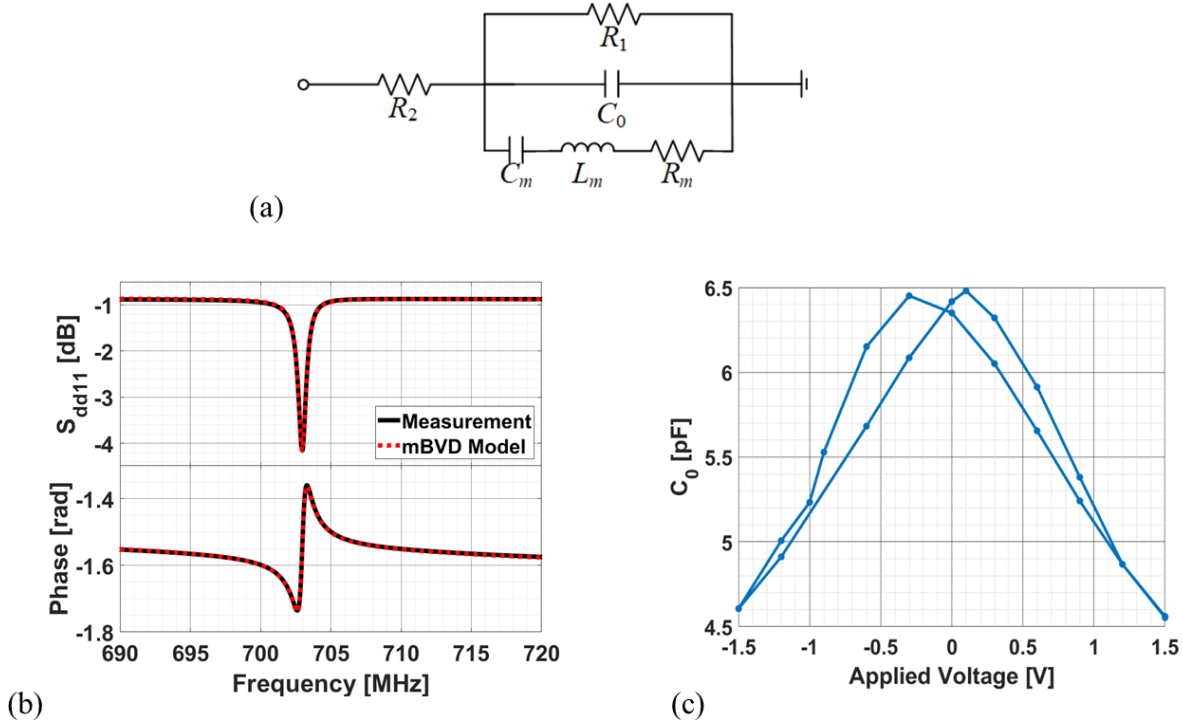 R1
R2
C0
Cm Lm Rm
(a)
-1
-2
-3
-4
Sdd11 [dB]
Measurement
mBVD Model
-1.4
-1.6
-1.8
Phase [rad]
690 695 700 705 710 715 720
Frequency [MHz]
(b)
6.5
6
5.5
5
4.5
C0 [pF]
-1.5 -1 -0.5 0 0.5 1 1.5
Applied Voltage [V]
(c)